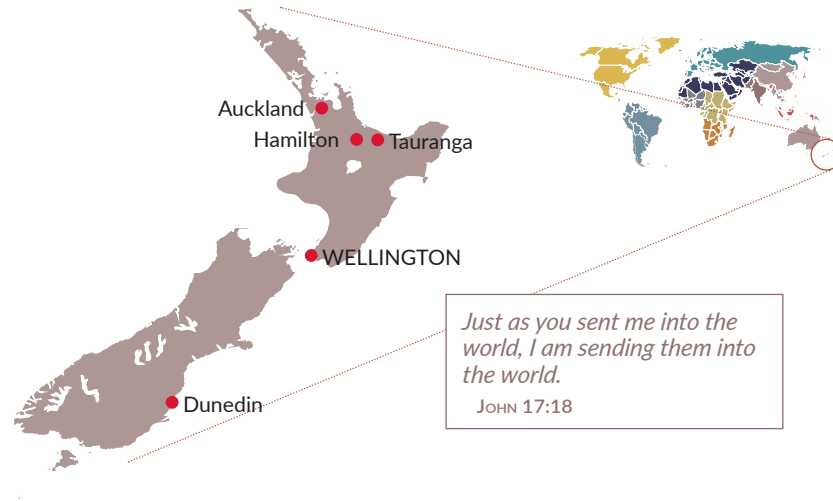 Auckland
Hamilton
Tauranga
WELLINGTON
Just as you sent me into the
world, I am sending them into
the world.
John 17:18
Dunedin